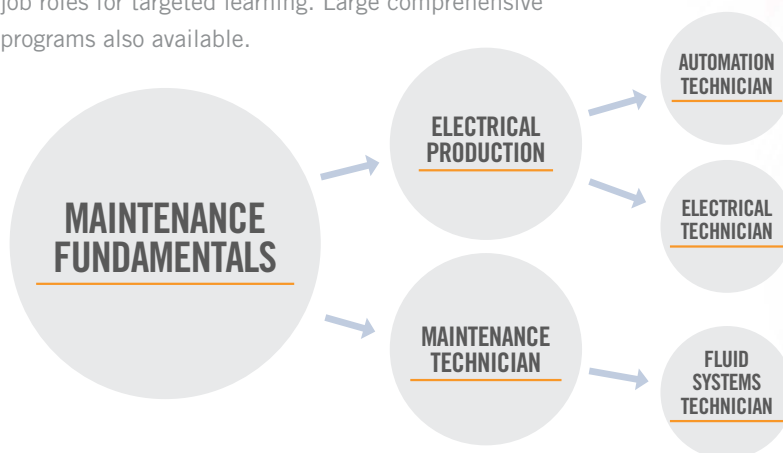 job roles for targeted learning. Large comprehensive
programs also available.
MAINTENANCE
FUNDAMENTALS
ELECTRICAL
PRODUCTION
MAINTENANCE
TECHNICIAN
AUTOMATION
TECHNICIAN
ELECTRICAL
TECHNICIAN
FLUID
SYSTEMS
TECHNICIAN